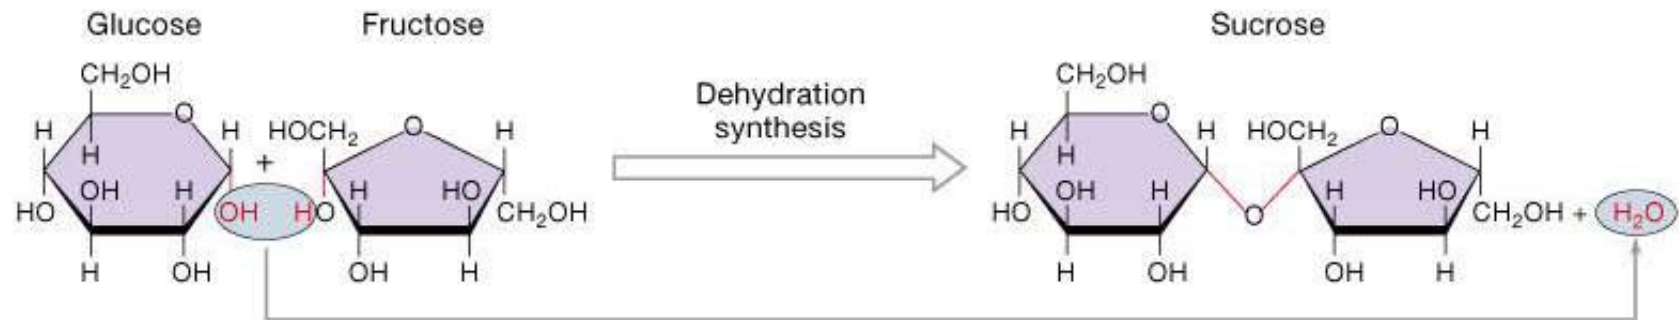 Glucose
Fructose
Sucrose
CH₂OH
H
O
H
H
OH
H
HO
OH
H
OH
+
HOCH₂
O
H
H
HO
HO
CH₂OH
OH
H
Dehydration
synthesis
CH₂OH
H
O
H
H
OH
H
HO
H
OH
O
HOCH₂
O
H
H
HO
CH₂OH
OH
H
+
H₂O